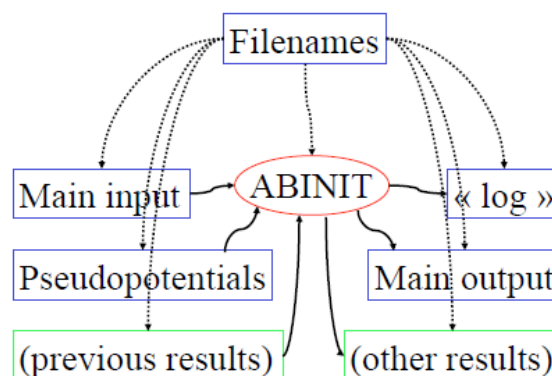 Filenames
Main input
ABINIT
« log »
Pseudopotentials
Main output
(previous results)
(other results)